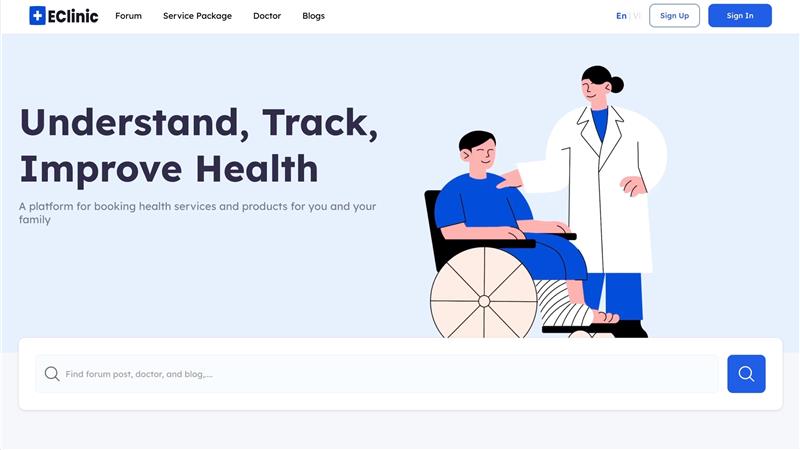 EClinic
Forum
Service Package
Doctor
Blogs
En | VI
Sign Up
Sign In
Understand, Track,
Improve Health
A platform for booking health services and products for you and your
family
Find forum post, doctor, and blog,....